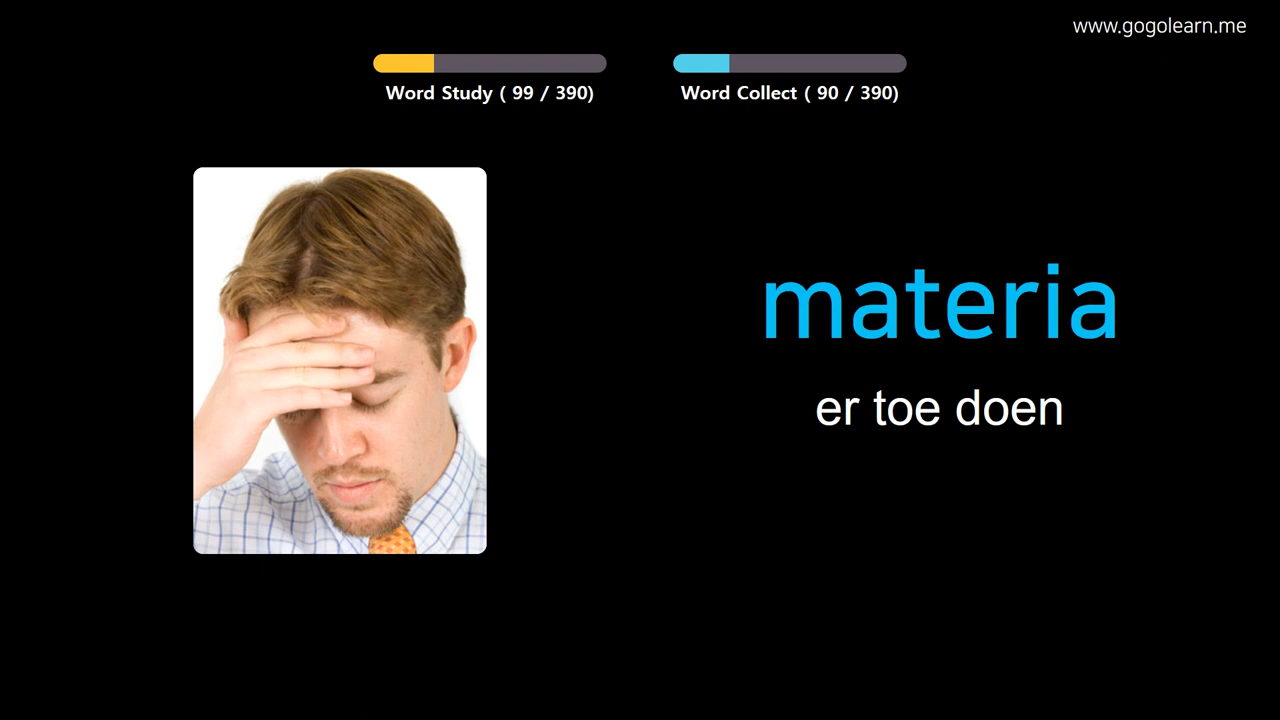 www.gogolearn.me
Word Study ( 99 / 390)
Word Collect ( 90 / 390)
materia
er toe doen